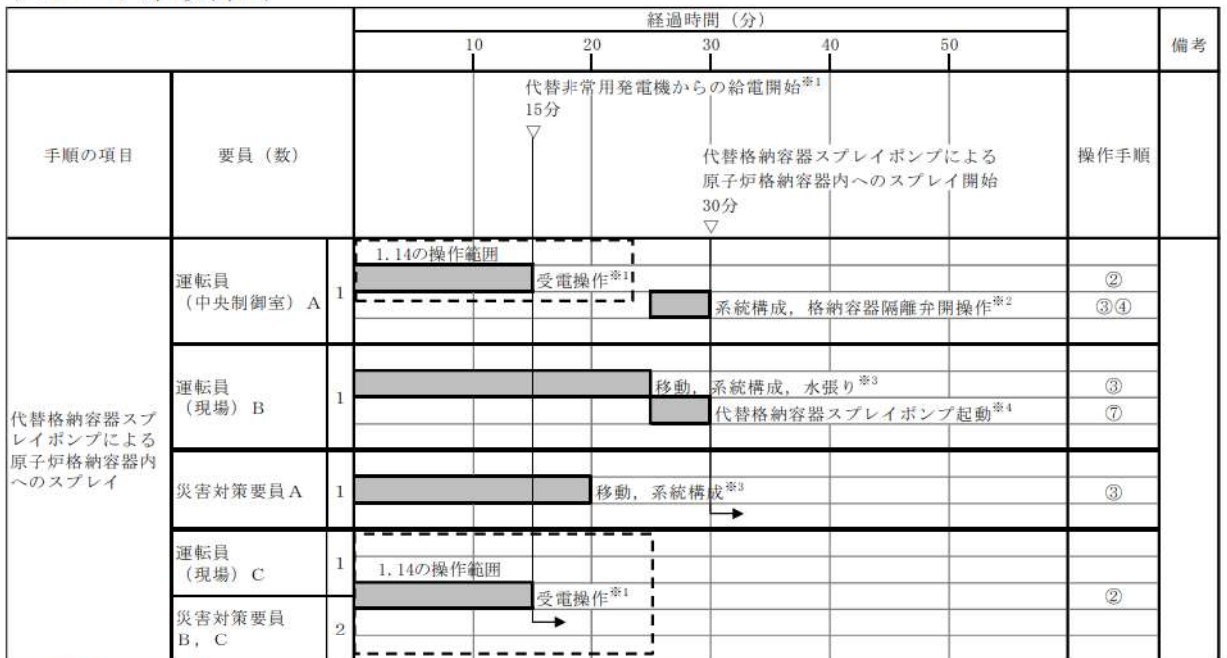 経過時間（分）
10 20 30 40 50
備考
手順の項目
要員（数）
代替非常用発電機からの給電開始※1
15分
▽
代替格納容器スプレイポンプによる
原子炉格納容器内へのスプレイ開始
30分
▽
操作手順
代替格納容器スプ
レイポンプによる
原子炉格納容器内
へのスプレイ
運転員
（中央制御室）A
1
1.14の操作範囲
受電操作※1
②
系統構成，格納容器隔離弁開操作※2
③④
運転員
（現場）B
1
移動，系統構成，水張り※3
③
代替格納容器スプレイポンプ起動※4
⑦
災害対策要員A
1
移動，系統構成※3
③
運転員
（現場）C
1
1.14の操作範囲
受電操作※1
②
災害対策要員
B，C
2